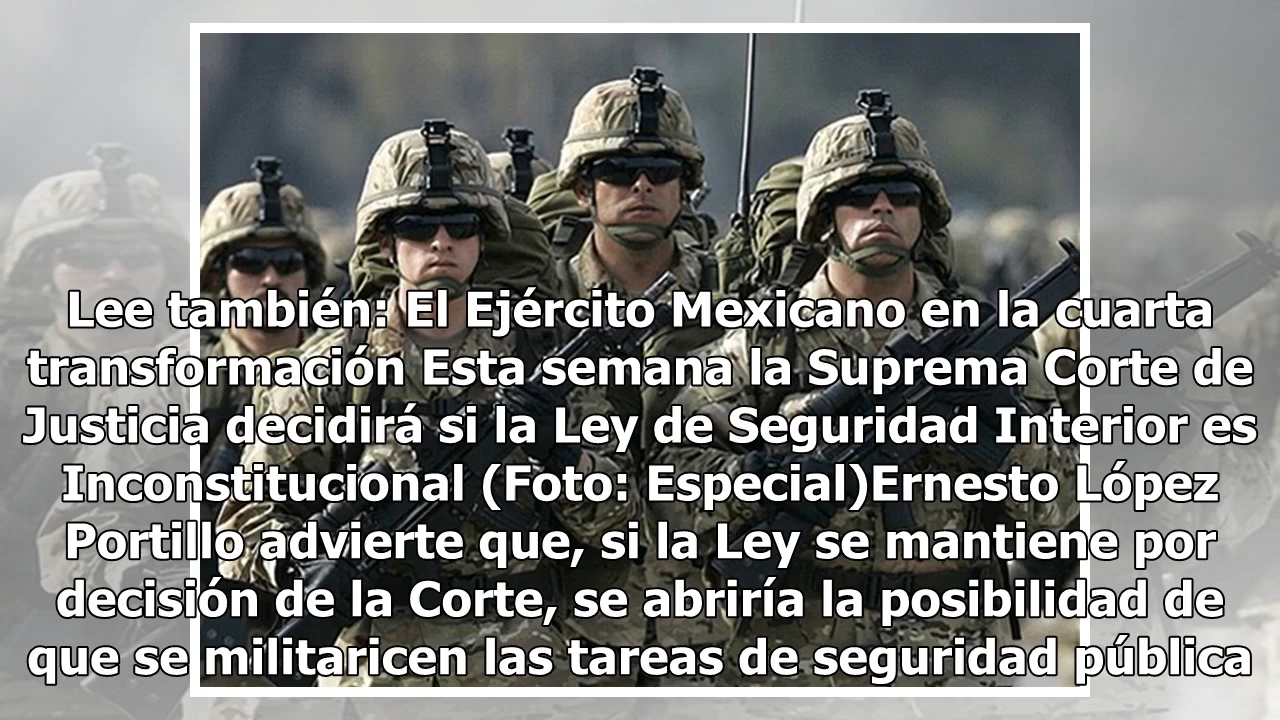 Lee también: El Ejército Mexicano en la cuarta
transformación Esta semana la Suprema Corte de
Justicia decidirá si la Ley de Seguridad Interior es
Inconstitucional (Foto: Especial)Ernesto López
Portillo advierte que, si la Ley se mantiene por
decisión de la Corte, se abriría la posibilidad de
que se militaricen las tareas de seguridad pública